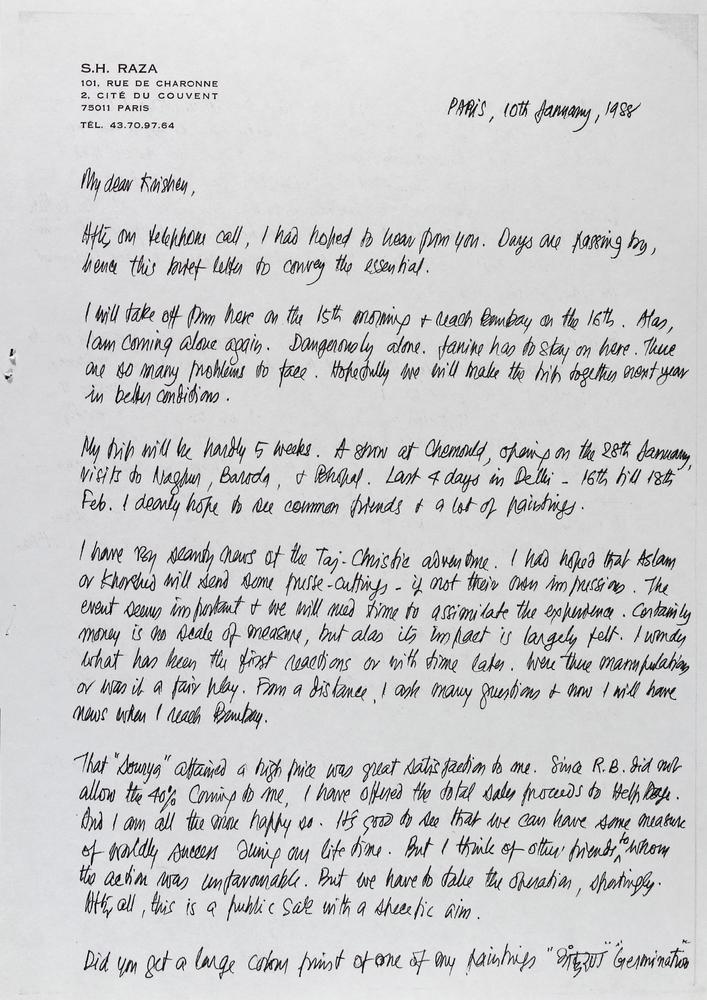 S.H. RAZA
101, RUE DE CHARONNE
2, CITÉ DU COUVENT
75011 PARIS
TÉL. 43.70.97.64
PARIS, 10th January, 1988
My dear Krishen,
After our telephone call, I had hoped to hear from you. Days are passing by,
hence this brief letter to convey the essential.
I will take off from here on the 15th morning + reach Bombay on the 16th. Alas,
I am coming alone again. Dangerously alone. Janine has to stay on here. There
are so many problems to face. Hopefully we will make the trip together next year
in better conditions.
My trip will be hardly 5 weeks. A show at Chemould, opening on the 28th January,
visits to Nagpur, Baroda, + Bhopal. Last 4 days in Delhi - 16th till 18th
Feb. I dearly hope to see common friends + a lot of paintings.
I have very scanty news of the Taj-Christie adventure. I had hoped that Aslam
or Khorshed will send some presse-cuttings - if not their own impressions. The
event seems important + we will need time to assimilate the experience. Certainly
money is no scale of measure, but alas its impact is largely felt. I wonder
what has been the first reactions or with time later. Were there manipulations
or was it a fair play. From a distance, I ask many questions + now I will have
news when I reach Bombay.
That "Sourya" attained a high price was great satisfaction to me. Since R.B. did not
allow the 40% coming to me, I have offered the total sales proceeds to Help Age.
And I am all the more happy so. It's good to see that we can have some measure
of worldly success during our life time. But I think of other friends to whom
the action was unfavourable. But we have to take the operation, sportingly.
After all, this is a public sale with a specific aim.
Did you get a large colour print of one of my paintings "Germination"